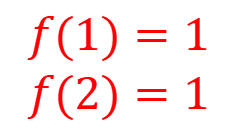 f(1) = 1
f(2) = 1